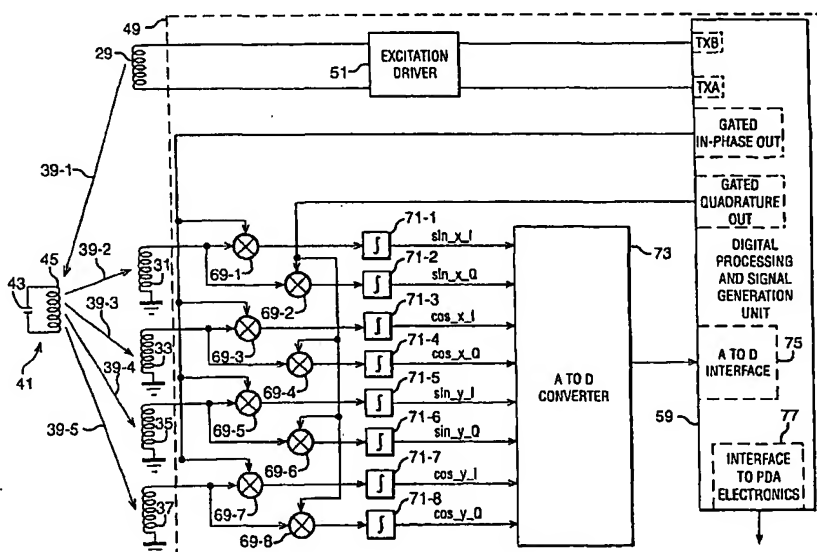 49
29
51
EXCITATION
DRIVER
TXB
TXA
GATED
IN-PHASE OUT
39-1
GATED
QUADRATURE
OUT
45
43
39-2
39-3
39-4
39-5
41
31
33
35
37
69-1
69-2
69-3
69-4
69-5
69-6
69-7
69-8
∫ 71-1 sin_x_I
∫ 71-2 sin_x_Q
∫ 71-3 cos_x_I
∫ 71-4 cos_x_Q
∫ 71-5 sin_y_I
∫ 71-6 sin_y_Q
∫ 71-7 cos_y_I
∫ 71-8 cos_y_Q
73
A TO D
CONVERTER
DIGITAL
PROCESSING
AND SIGNAL
GENERATION
UNIT
A TO D
INTERFACE
75
59
77
INTERFACE
TO PDA
ELECTRONICS